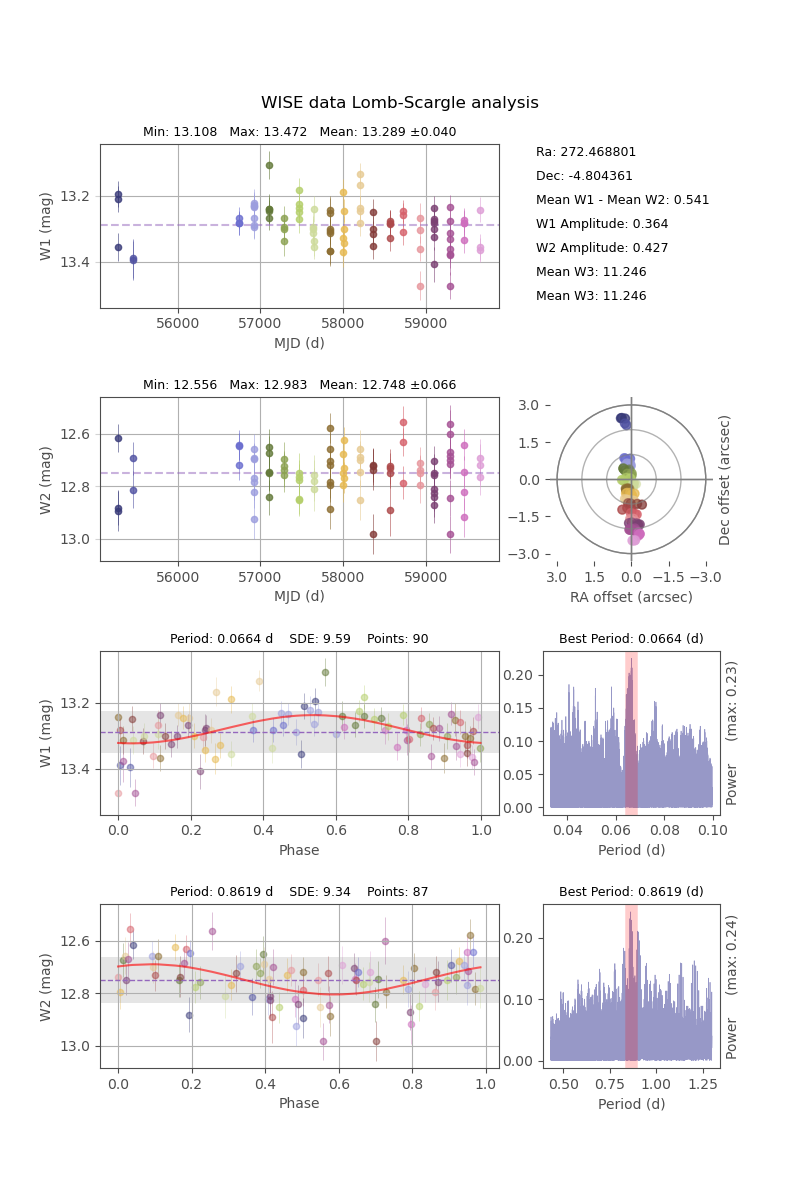 WISE data Lomb-Scargle analysis
Min: 13.108   Max: 13.472   Mean: 13.289 ±0.040
W1 (mag)
13.2
13.4
56000 57000 58000 59000
MJD (d)
Ra: 272.468801
Dec: -4.804361
Mean W1 - Mean W2: 0.541
W1 Amplitude: 0.364
W2 Amplitude: 0.427
Mean W3: 11.246
Mean W3: 11.246
Min: 12.556   Max: 12.983   Mean: 12.748 ±0.066
W2 (mag)
12.6
12.8
13.0
56000 57000 58000 59000
MJD (d)
3.0
1.5
0.0
−1.5
−3.0
3.0 1.5 0.0 −1.5 −3.0
RA offset (arcsec)
Dec offset (arcsec)
Period: 0.0664 d    SDE: 9.59    Points: 90
W1 (mag)
13.2
13.4
0.0 0.2 0.4 0.6 0.8 1.0
Phase
Best Period: 0.0664 (d)
0.20
0.15
0.10
0.05
0.00
0.04 0.06 0.08 0.10
Period (d)
Power    (max: 0.23)
Period: 0.8619 d    SDE: 9.34    Points: 87
W2 (mag)
12.6
12.8
13.0
0.0 0.2 0.4 0.6 0.8 1.0
Phase
Best Period: 0.8619 (d)
0.20
0.10
0.00
0.50 0.75 1.00 1.25
Period (d)
Power    (max: 0.24)